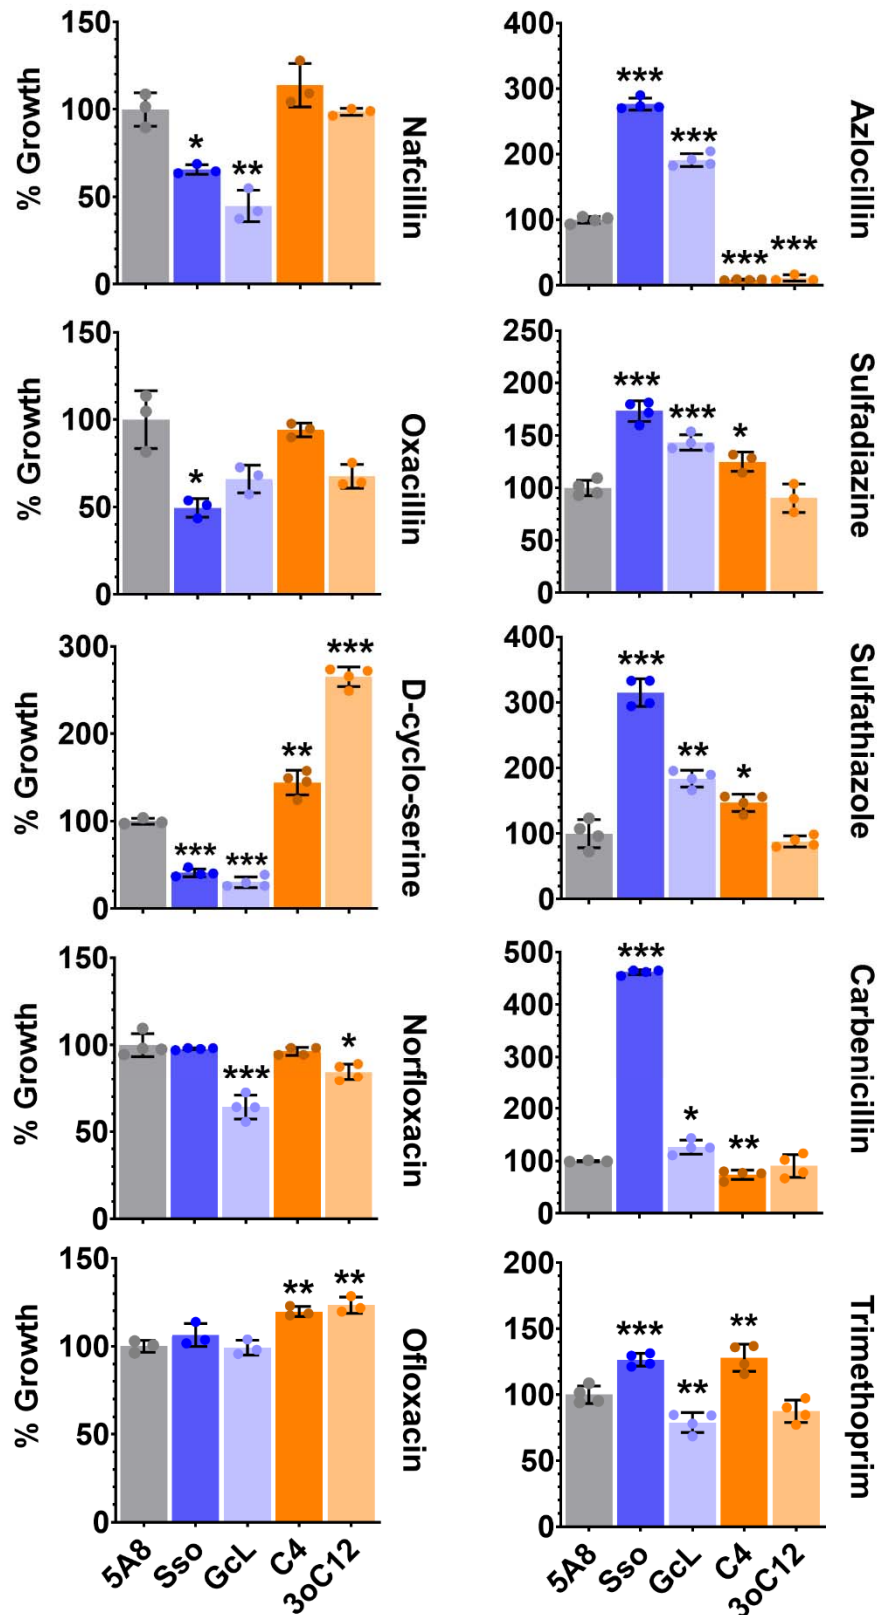 % Growth
150
100
50
0
*
**
Nafcillin
400
300
200
100
0
***
***
***
***
Azlocillin
% Growth
150
100
50
0
*
Oxacillin
250
200
150
100
50
0
***
***
*
Sulfadiazine
% Growth
300
200
100
0
***
***
**
***
D-cyclo-serine
400
300
200
100
0
***
**
*
Sulfathiazole
% Growth
150
100
50
0
***
*
Norfloxacin
500
400
300
200
100
0
***
*
**
Carbenicillin
% Growth
150
100
50
0
**
**
Ofloxacin
5A8
Sso
GcL
C4
3oC12
200
150
100
50
0
***
**
**
Trimethoprim
5A8
Sso
GcL
C4
3oC12